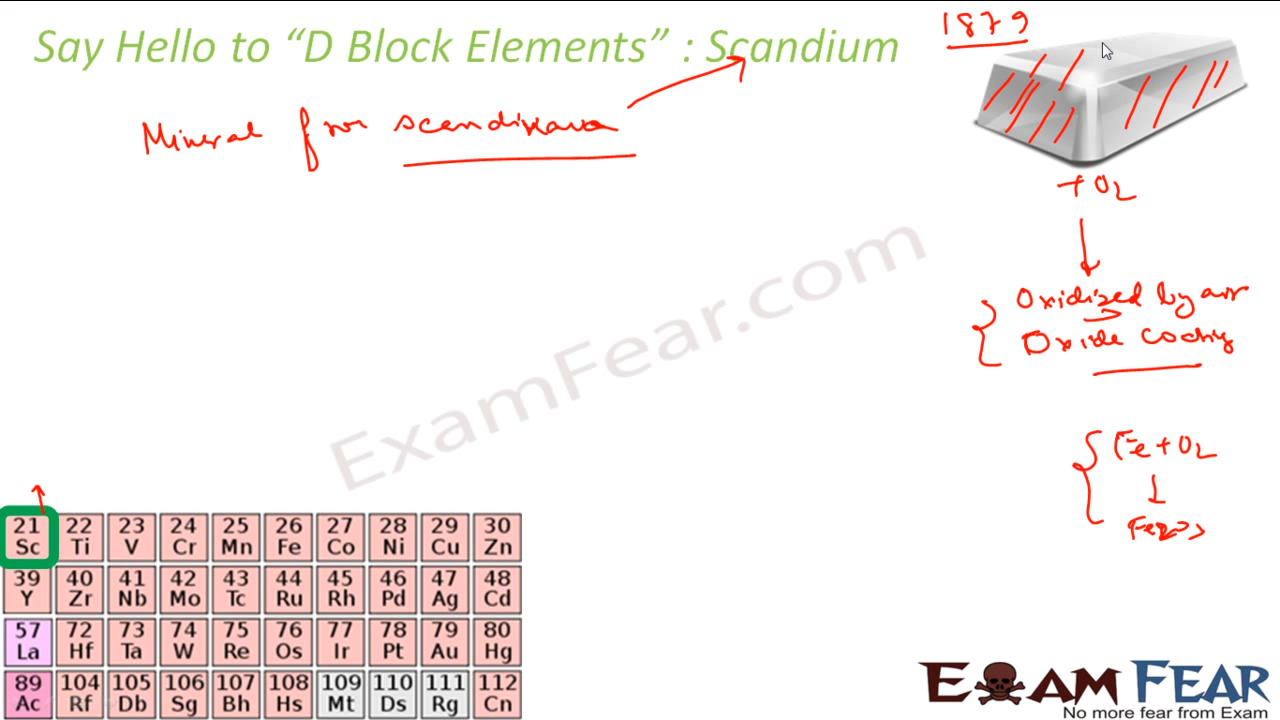 Say Hello to “D Block Elements” : Scandium
1879
Mineral from scandinava
+ O2
Oxidized by air
Oxide coating
Fe + O2
Fe2O3
ExamFear.com
21 22 23 24 25 26 27 28 29 30
Sc Ti V Cr Mn Fe Co Ni Cu Zn
39 40 41 42 43 44 45 46 47 48
Y Zr Nb Mo Tc Ru Rh Pd Ag Cd
57 72 73 74 75 76 77 78 79 80
La Hf Ta W Re Os Ir Pt Au Hg
89 104 105 106 107 108 109 110 111 112
Ac Rf Db Sg Bh Hs Mt Ds Rg Cn
EXAM FEAR
No more fear from Exam